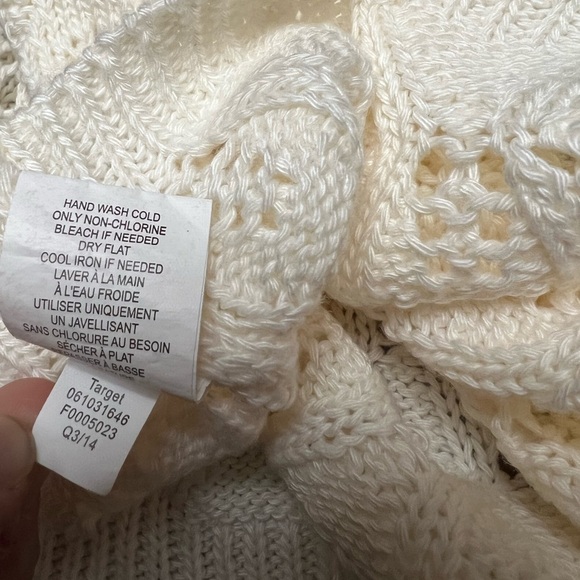 HAND WASH COLD
ONLY NON-CHLORINE
BLEACH IF NEEDED
DRY FLAT
COOL IRON IF NEEDED
LAVER À LA MAIN
À L'EAU FROIDE
UTILISER UNIQUEMENT
UN JAVELLISANT
SANS CHLORURE AU BESOIN
SÉCHER À PLAT
À BASSE
Target
061031646
F0005023
Q3/14